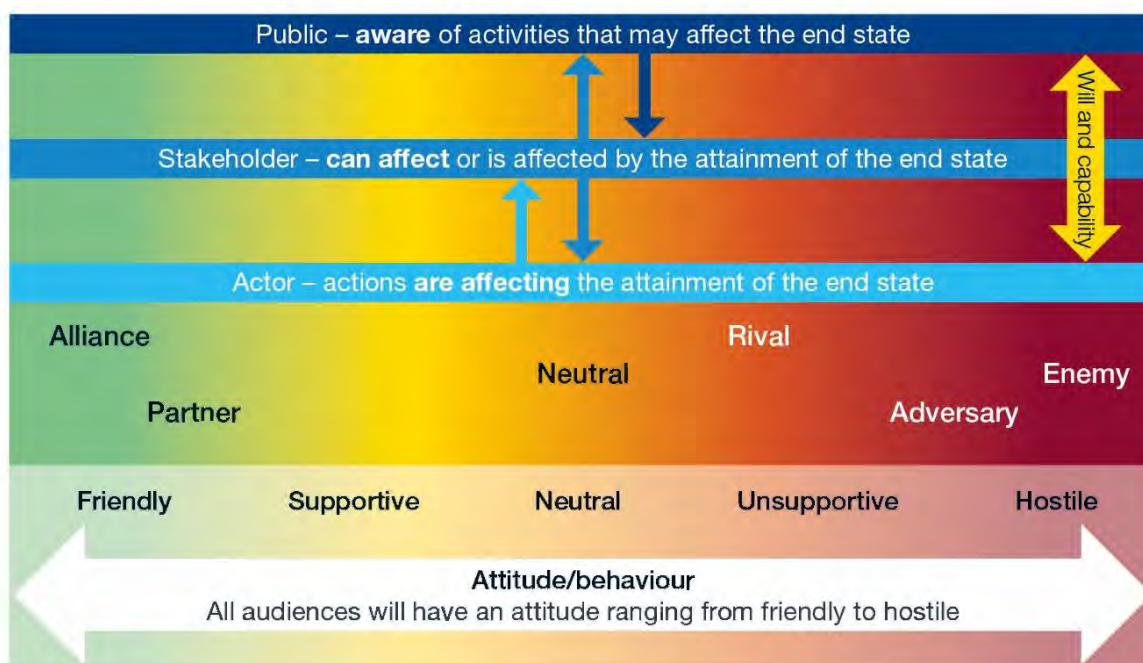 Public – aware of activities that may affect the end state
Will and capability
Stakeholder – can affect or is affected by the attainment of the end state
Actor – actions are affecting the attainment of the end state
Alliance
Rival
Neutral
Enemy
Partner
Adversary
Friendly
Supportive
Neutral
Unsupportive
Hostile
Attitude/behaviour
All audiences will have an attitude ranging from friendly to hostile